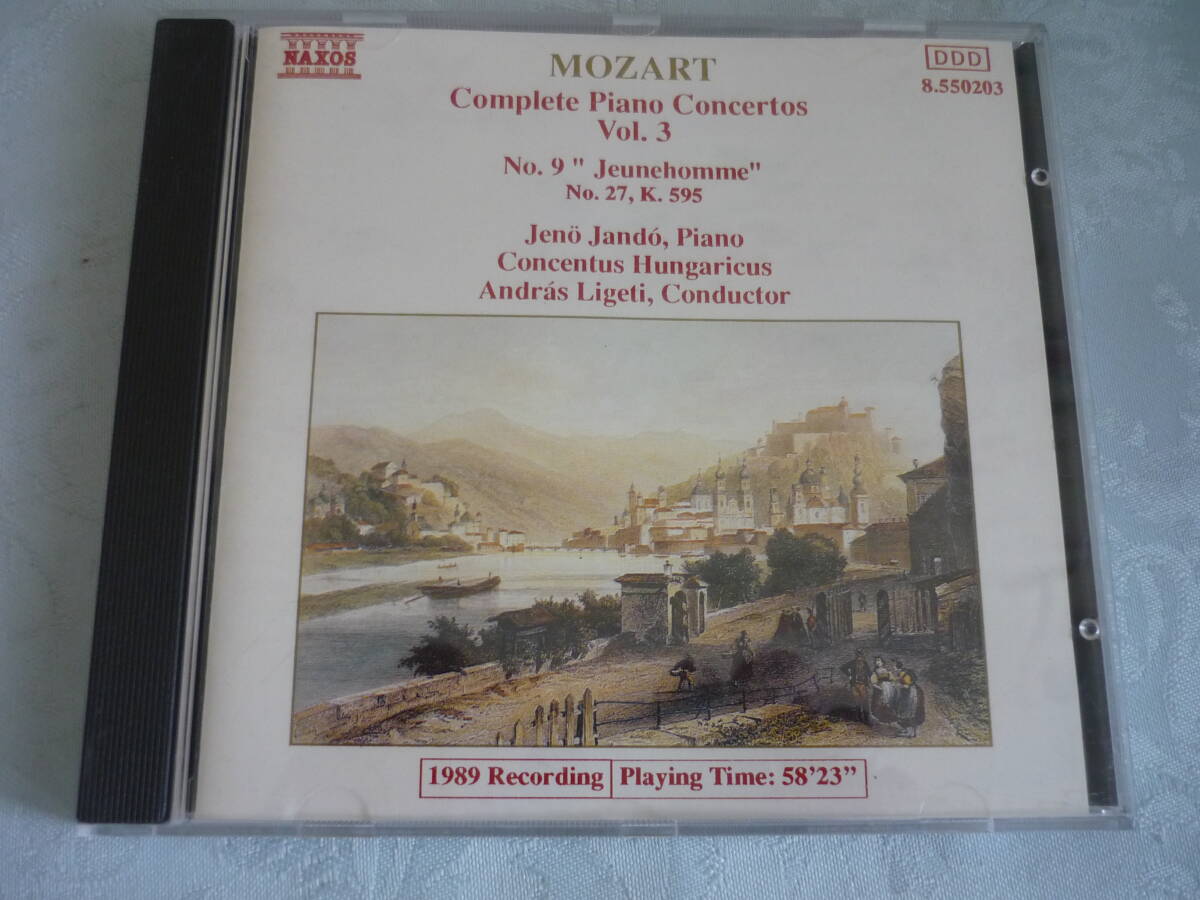 NAXOS
DDD
8.550203
MOZART
Complete Piano Concertos
Vol. 3
No. 9 " Jeunehomme"
No. 27, K. 595
Jenö Jandó, Piano
Concentus Hungaricus
András Ligeti, Conductor
1989 Recording
Playing Time: 58’23”